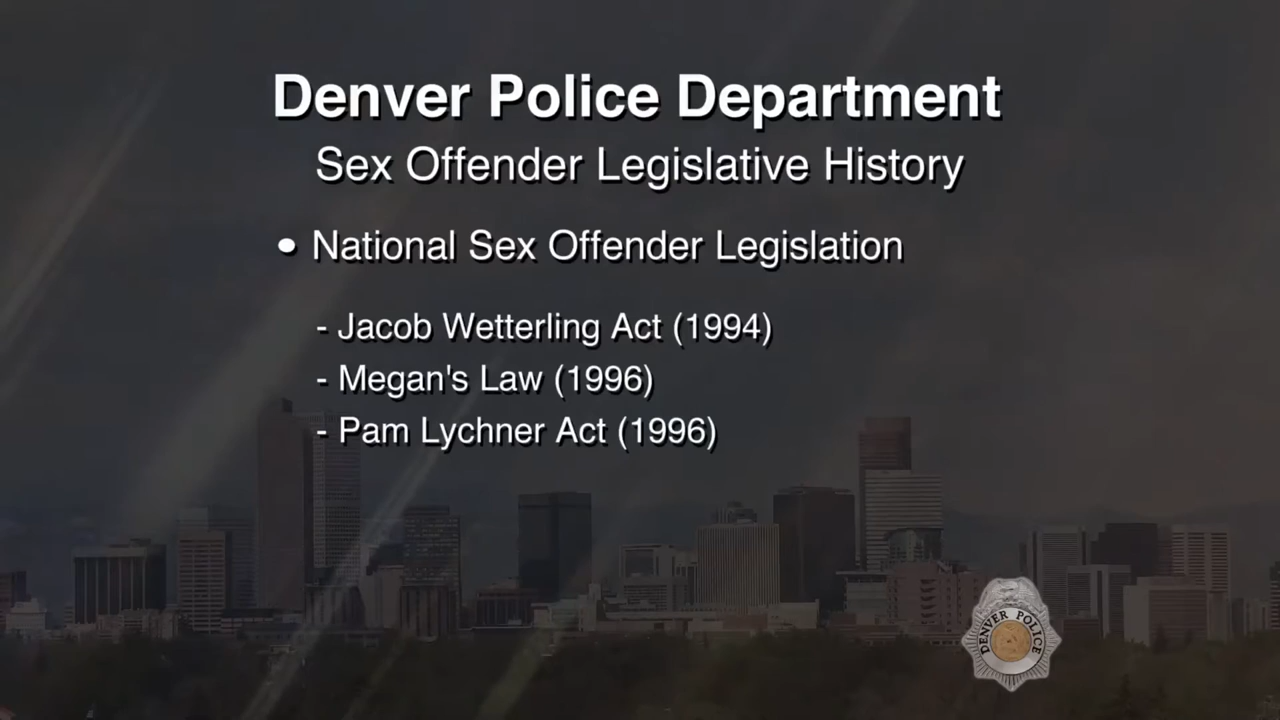 Denver Police Department
Sex Offender Legislative History
• National Sex Offender Legislation
- Jacob Wetterling Act (1994)
- Megan's Law (1996)
- Pam Lychner Act (1996)
DENVER POLICE